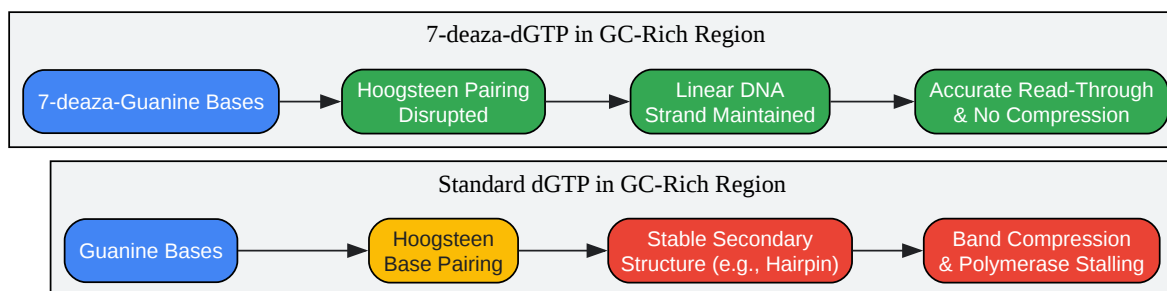 7-deaza-dGTP in GC-Rich Region
7-deaza-Guanine Bases
Hoogsteen Pairing
Disrupted
Linear DNA
Strand Maintained
Accurate Read-Through
& No Compression
Standard dGTP in GC-Rich Region
Guanine Bases
Hoogsteen
Base Pairing
Stable Secondary
Structure (e.g., Hairpin)
Band Compression
& Polymerase Stalling